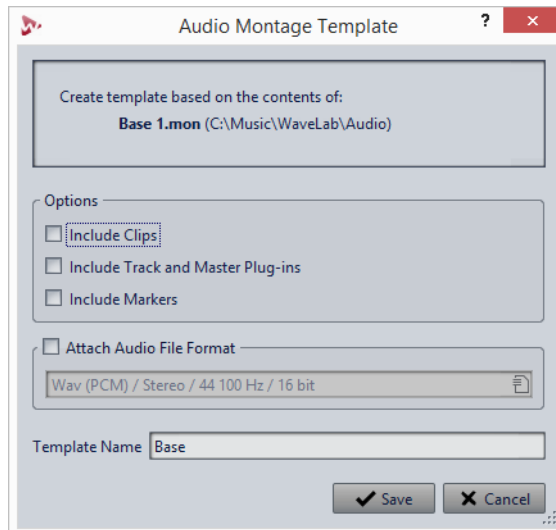 Audio Montage Template
?
Create template based on the contents of:
Base 1.mon (C:\Music\WaveLab\Audio)
Options
Include Clips
Include Track and Master Plug-ins
Include Markers
Attach Audio File Format
Wav (PCM) / Stereo / 44 100 Hz / 16 bit
Template Name Base
Save Cancel